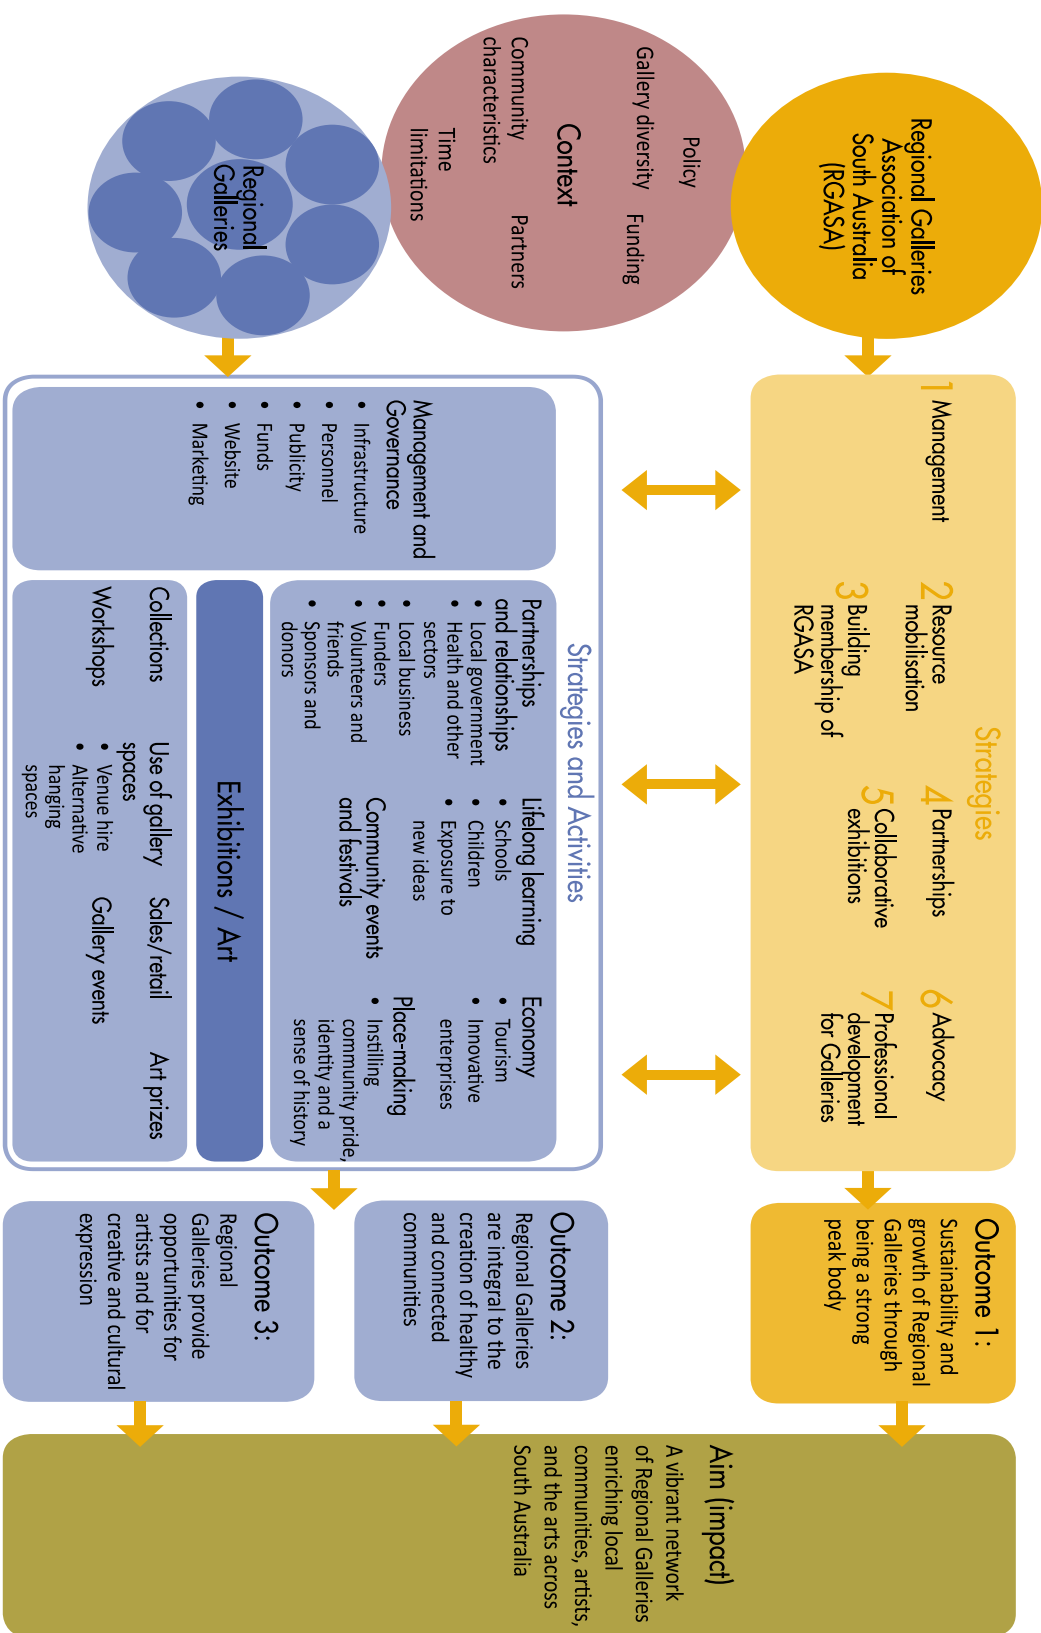 Regional Galleries
Association of
South Australia
(RGASA)
Policy
Gallery diversity
Funding
Context
Community
characteristics
Partners
Time
limitations
Regional
Galleries
Strategies
1 Management
2 Resource
mobilisation
3 Building
membership of
RGASA
4 Partnerships
5 Collaborative
exhibitions
6 Advocacy
7 Professional
development
for Galleries
Strategies and Activities
Management and
Governance
• Infrastructure
• Personnel
• Publicity
• Funds
• Website
• Marketing
Partnerships
and relationships
• Local government
• Health and other
sectors
• Local business
• Funders
• Volunteers and
friends
• Sponsors and
donors
Lifelong learning
• Schools
• Children
• Exposure to
new ideas
Community events
and festivals
Economy
• Tourism
• Innovative
enterprises
Place-making
• Instilling
community pride,
identity and a
sense of history
Exhibitions / Art
Collections
Workshops
Use of gallery
spaces
• Venue hire
• Alternative
hanging
spaces
Sales/retail
Gallery events
Art prizes
Outcome 1:
Sustainability and
growth of Regional
Galleries through
being a strong
peak body
Outcome 2:
Regional Galleries
are integral to the
creation of healthy
and connected
communities
Outcome 3:
Regional
Galleries provide
opportunities for
artists and for
creative and cultural
expression
Aim (impact)
A vibrant network
of Regional Galleries
enriching local
communities, artists,
and the arts across
South Australia